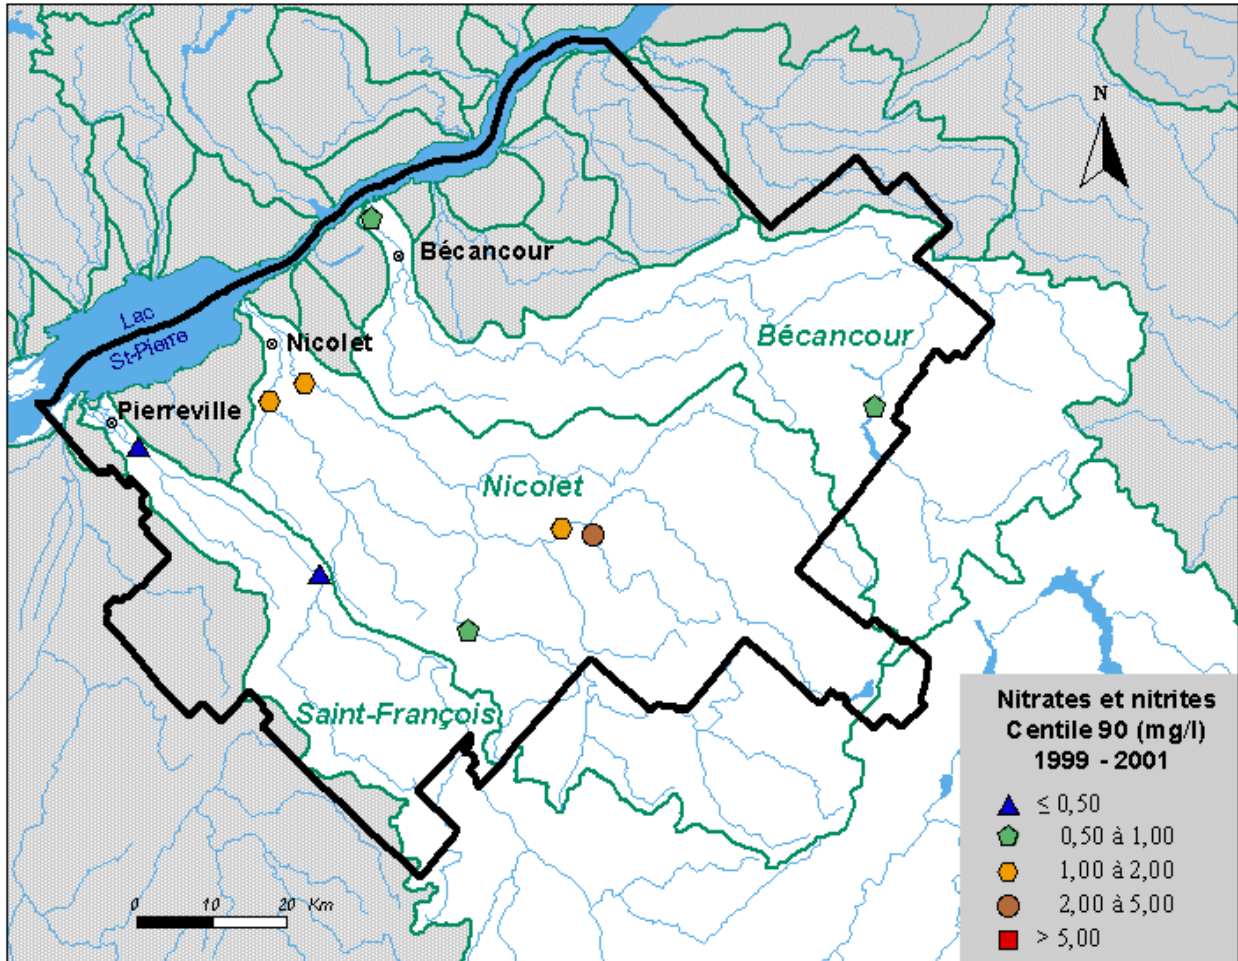 N
Bécancour
Lac
St-Pierre
Nicolet
Bécancour
Pierreville
Nicolet
Saint-François
Nitrates et nitrites
Centile 90 (mg/l)
1999 - 2001
≤ 0,50
0,50 à 1,00
1,00 à 2,00
2,00 à 5,00
> 5,00
0 10 20 Km